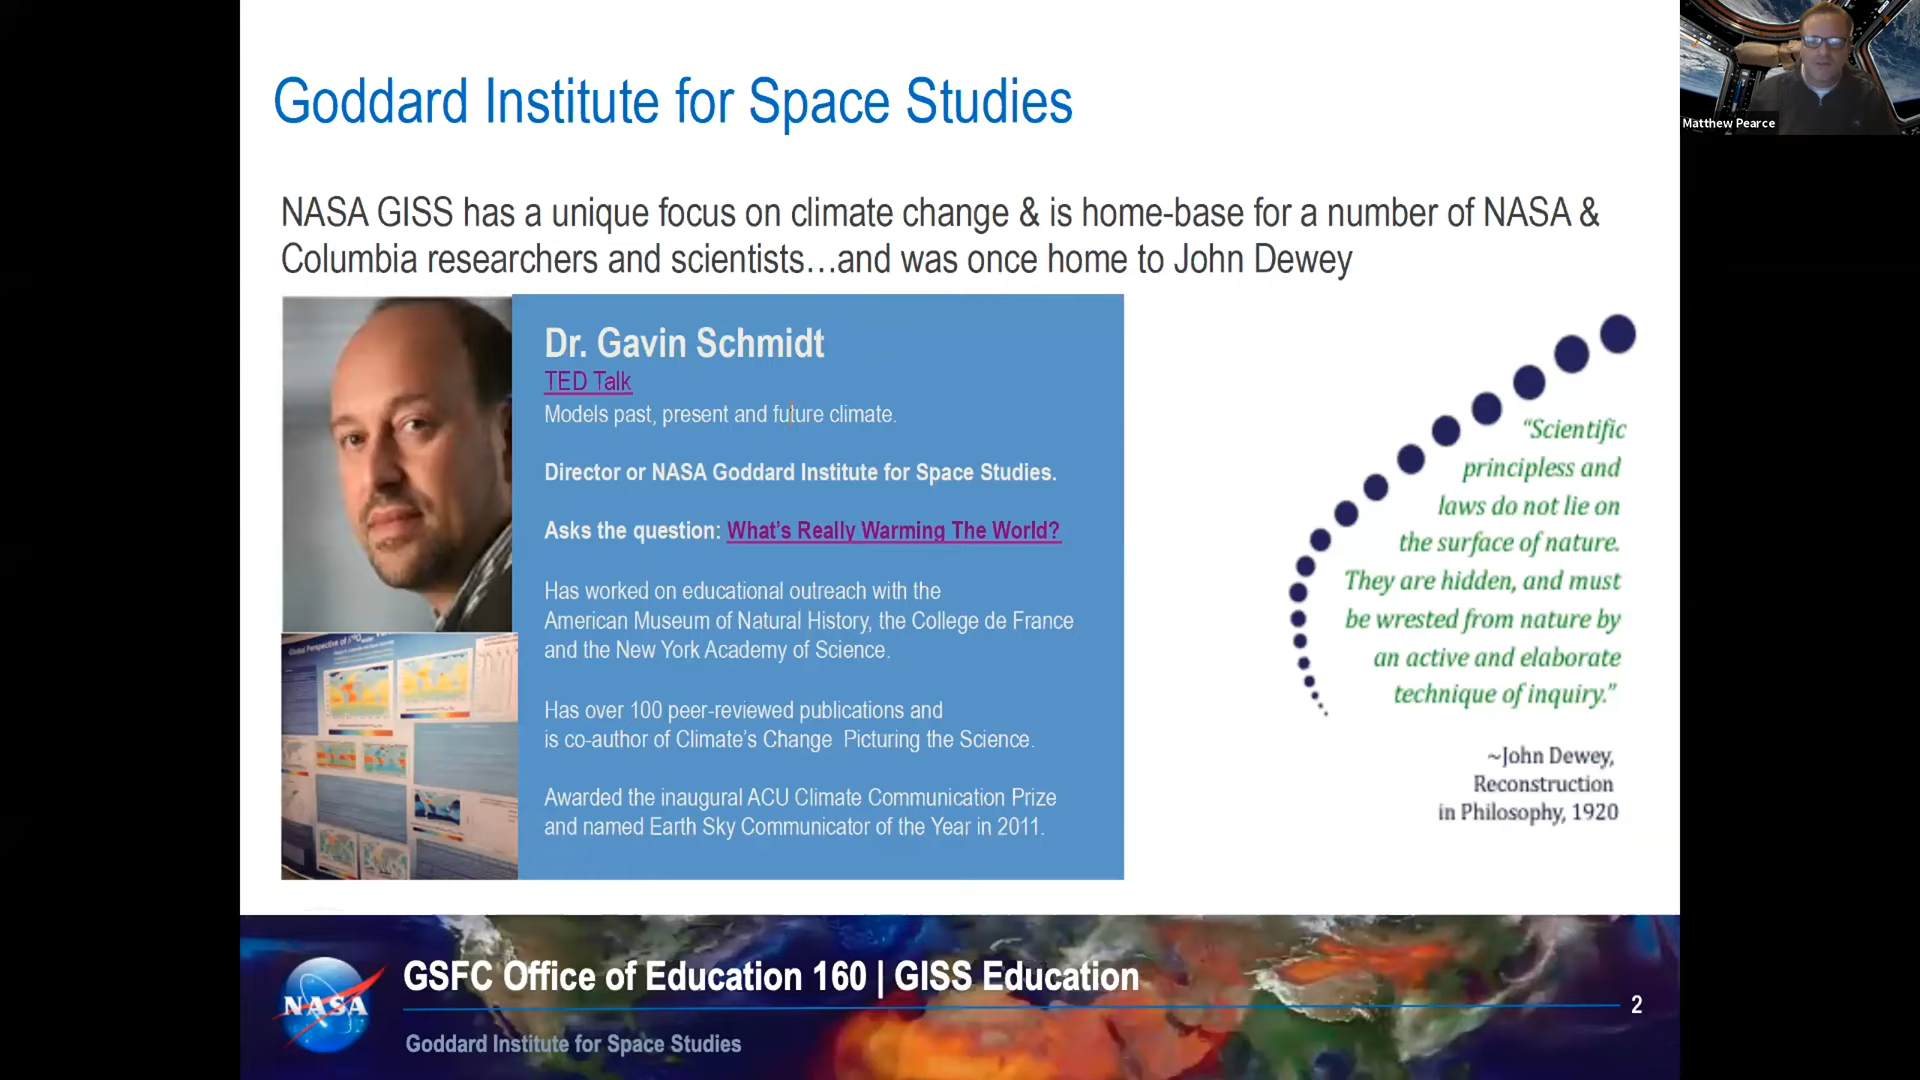 Goddard Institute for Space Studies
Matthew Pearce
NASA GISS has a unique focus on climate change & is home-base for a number of NASA &
Columbia researchers and scientists…and was once home to John Dewey
Dr. Gavin Schmidt
TED Talk
Models past, present and future climate.
Director or NASA Goddard Institute for Space Studies.
Asks the question: What's Really Warming The World?
Has worked on educational outreach with the
American Museum of Natural History, the College de France
and the New York Academy of Science.
Has over 100 peer-reviewed publications and
is co-author of Climate's Change  Picturing the Science.
Awarded the inaugural ACU Climate Communication Prize
and named Earth Sky Communicator of the Year in 2011.
"Scientific
principless and
laws do not lie on
the surface of nature.
They are hidden, and must
be wrested from nature by
an active and elaborate
technique of inquiry."
~John Dewey,
Reconstruction
in Philosophy, 1920
Global Perspective of
NASA
GSFC Office of Education 160 | GISS Education
2
Goddard Institute for Space Studies